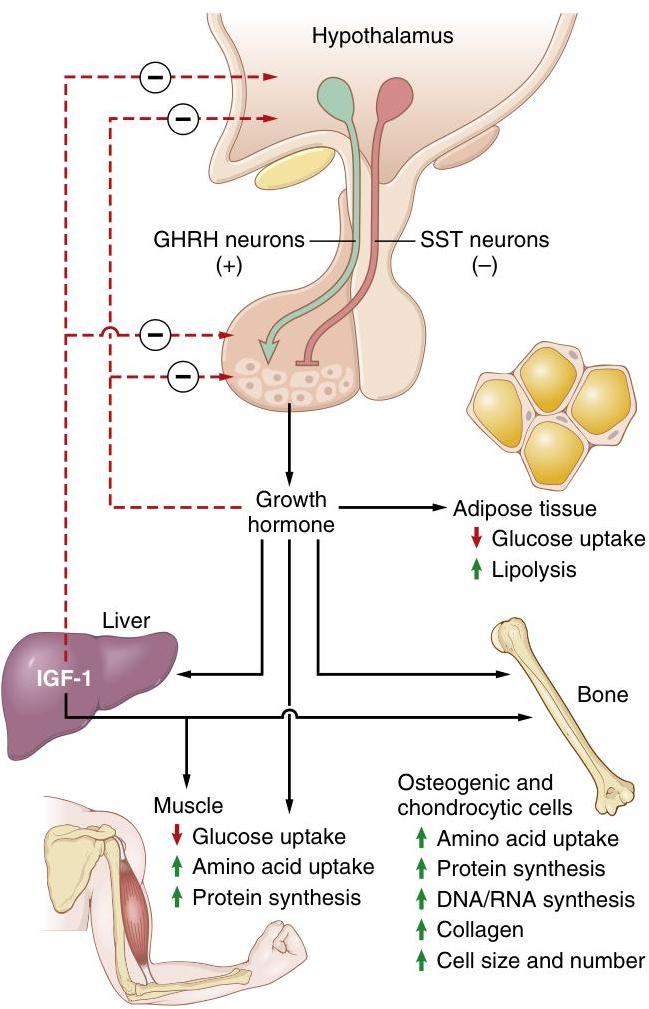 Hypothalamus
−
−
GHRH neurons
(+)
SST neurons
(–)
−
−
Growth
hormone
Adipose tissue
Glucose uptake
Lipolysis
Liver
IGF-1
Bone
Muscle
Glucose uptake
Amino acid uptake
Protein synthesis
Osteogenic and
chondrocytic cells
Amino acid uptake
Protein synthesis
DNA/RNA synthesis
Collagen
Cell size and number